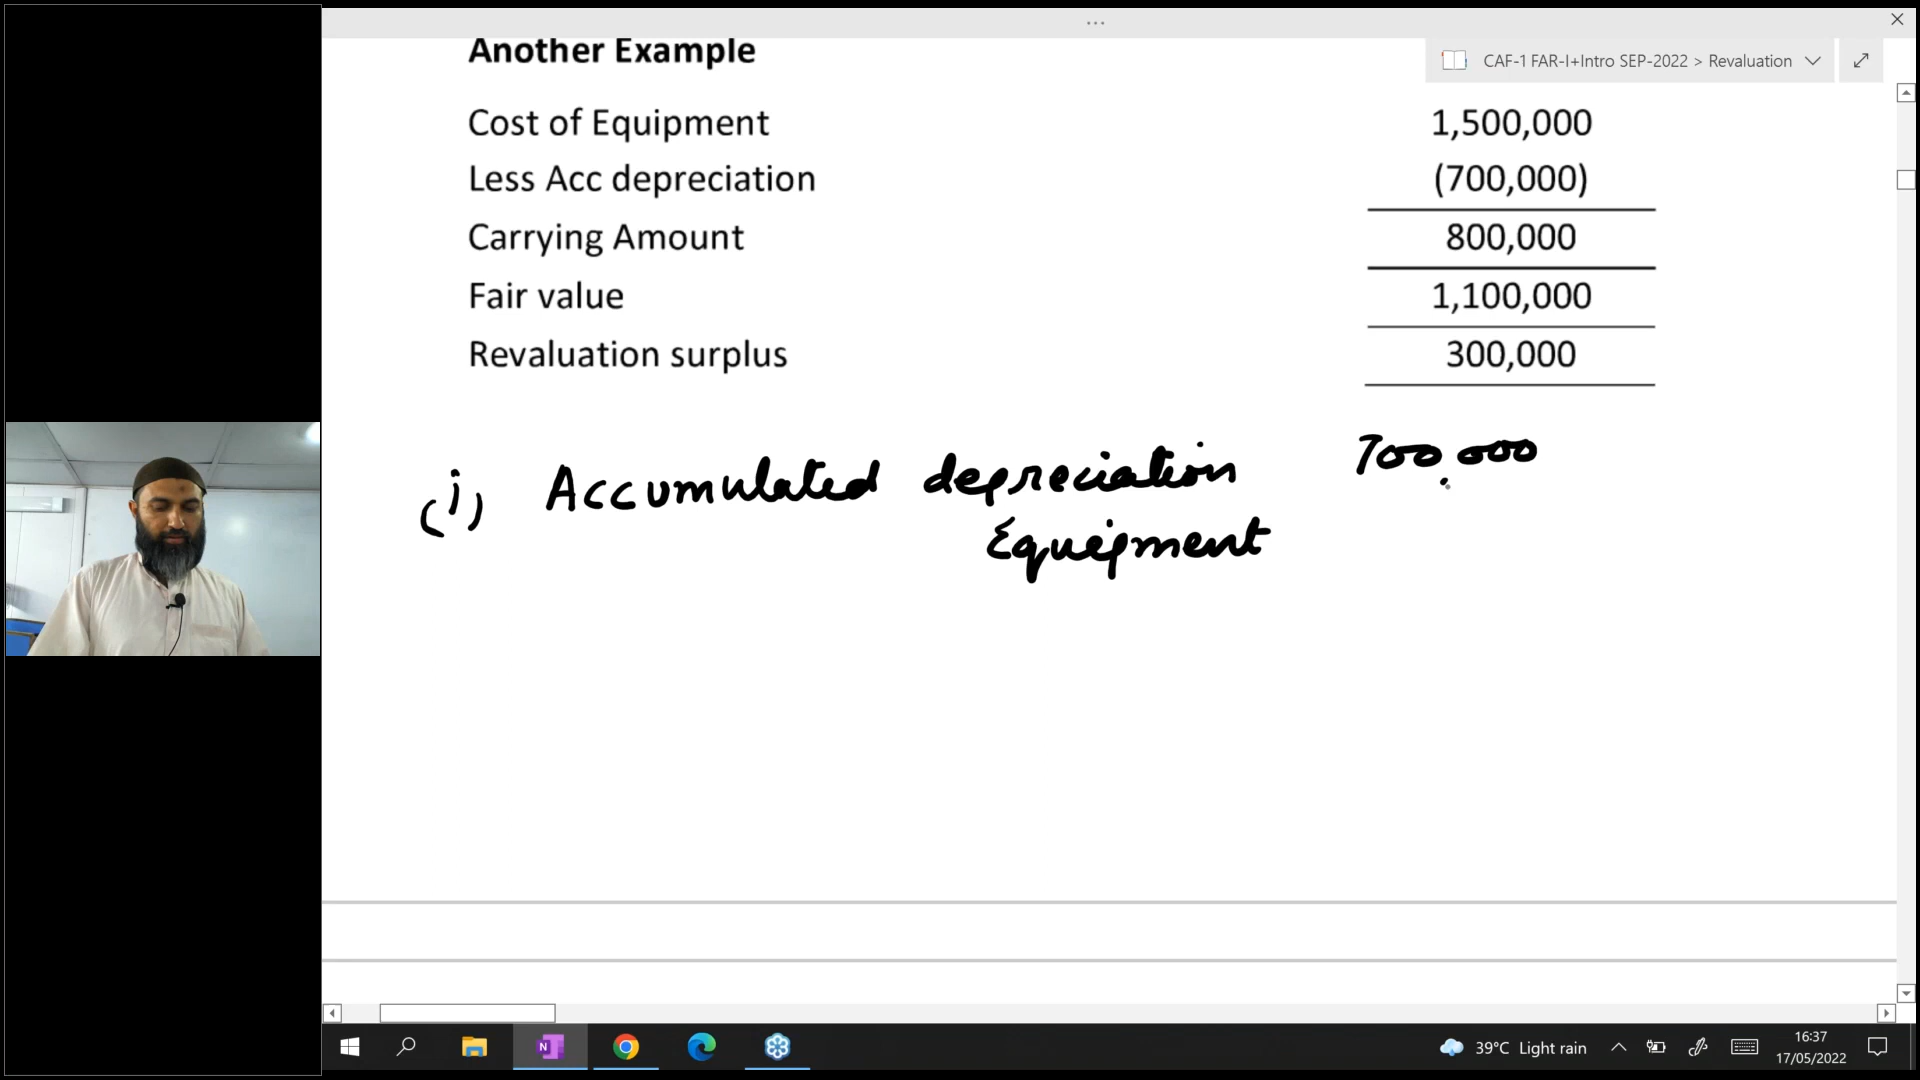 Another Example
CAF-1 FAR-I+Intro SEP-2022 > Revaluation
Cost of Equipment 1,500,000
Less Acc depreciation (700,000)
Carrying Amount 800,000
Fair value 1,100,000
Revaluation surplus 300,000
(i) Accumulated depreciation 700,000
Equipment
39°C Light rain
16:37
17/05/2022